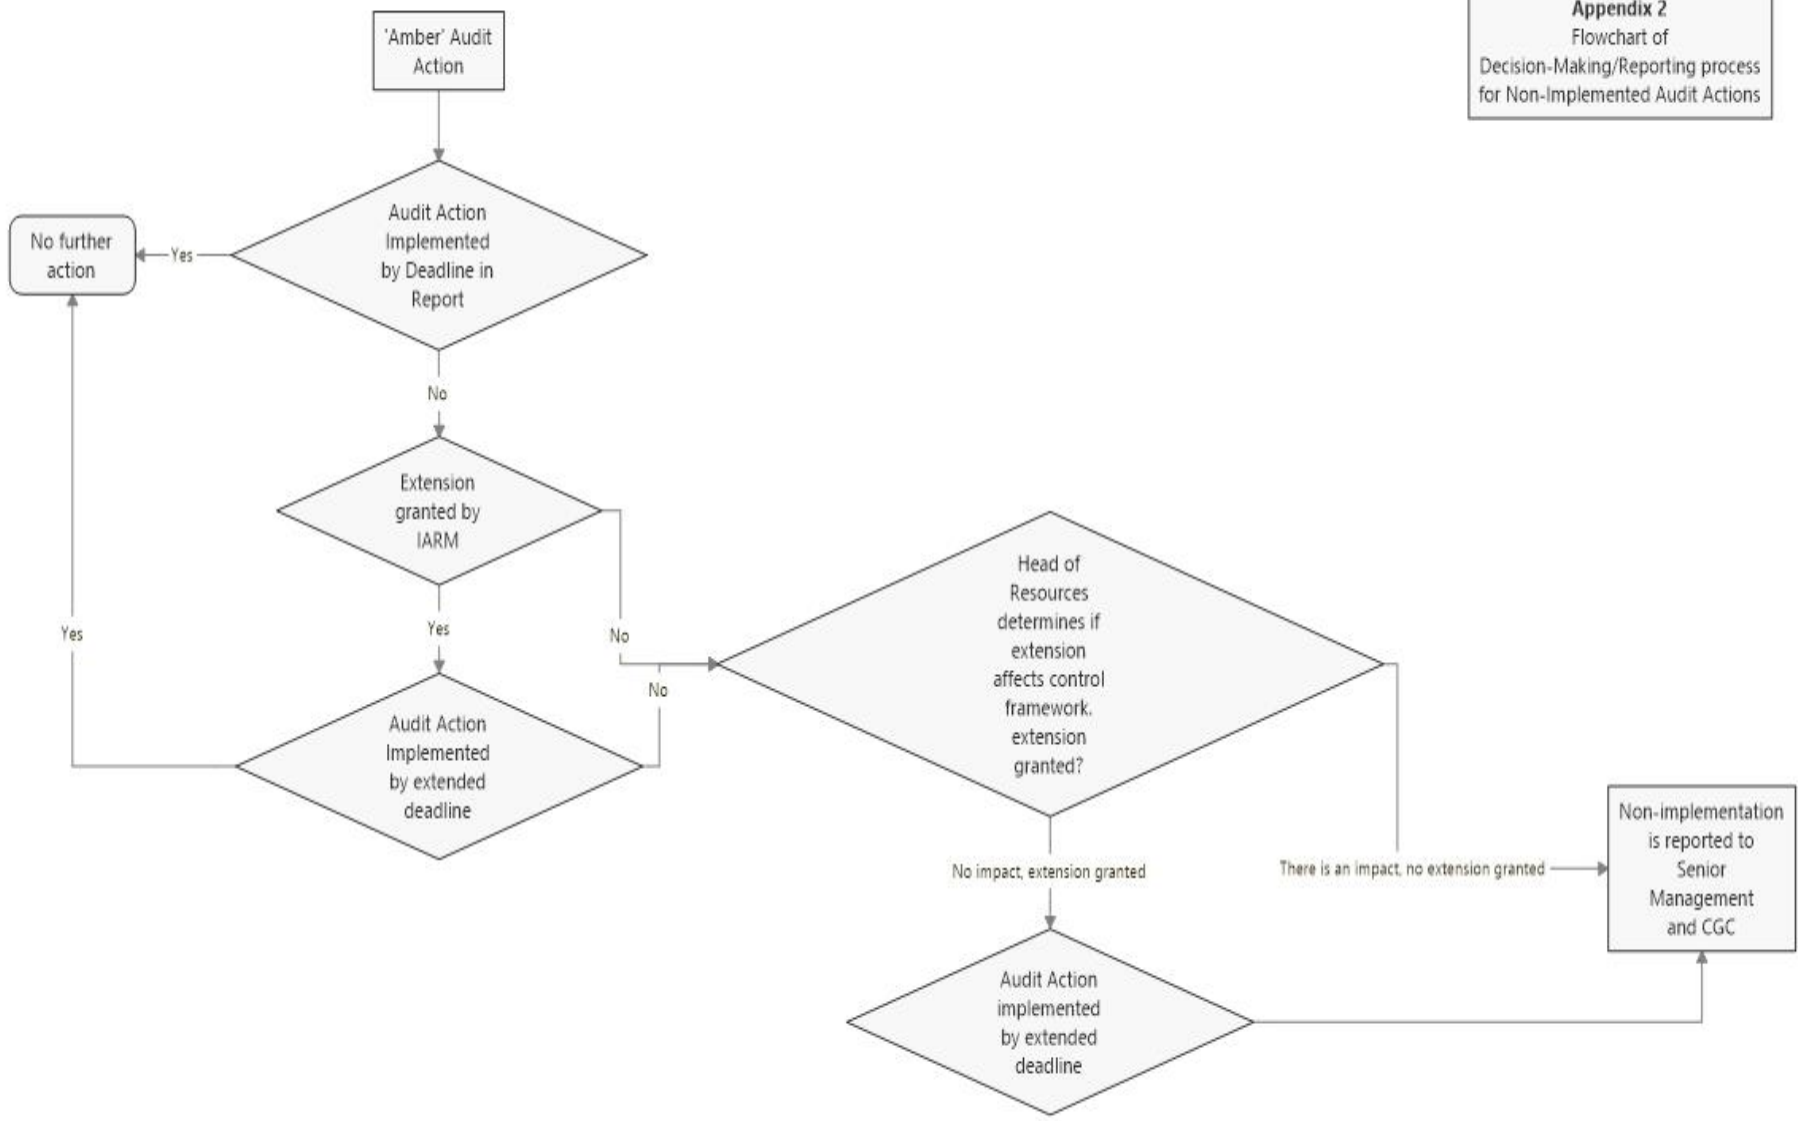 Appendix 2
Flowchart of
Decision-Making/Reporting process
for Non-Implemented Audit Actions
'Amber' Audit
Action
Audit Action
Implemented
by Deadline in
Report
Yes
No further
action
No
Extension
granted by
IARM
Yes
No
Yes
Audit Action
Implemented
by extended
deadline
No
Head of
Resources
determines if
extension
affects control
framework.
extension
granted?
No impact, extension granted
There is an impact, no extension granted
Non-implementation
is reported to
Senior
Management
and CGC
Audit Action
implemented
by extended
deadline